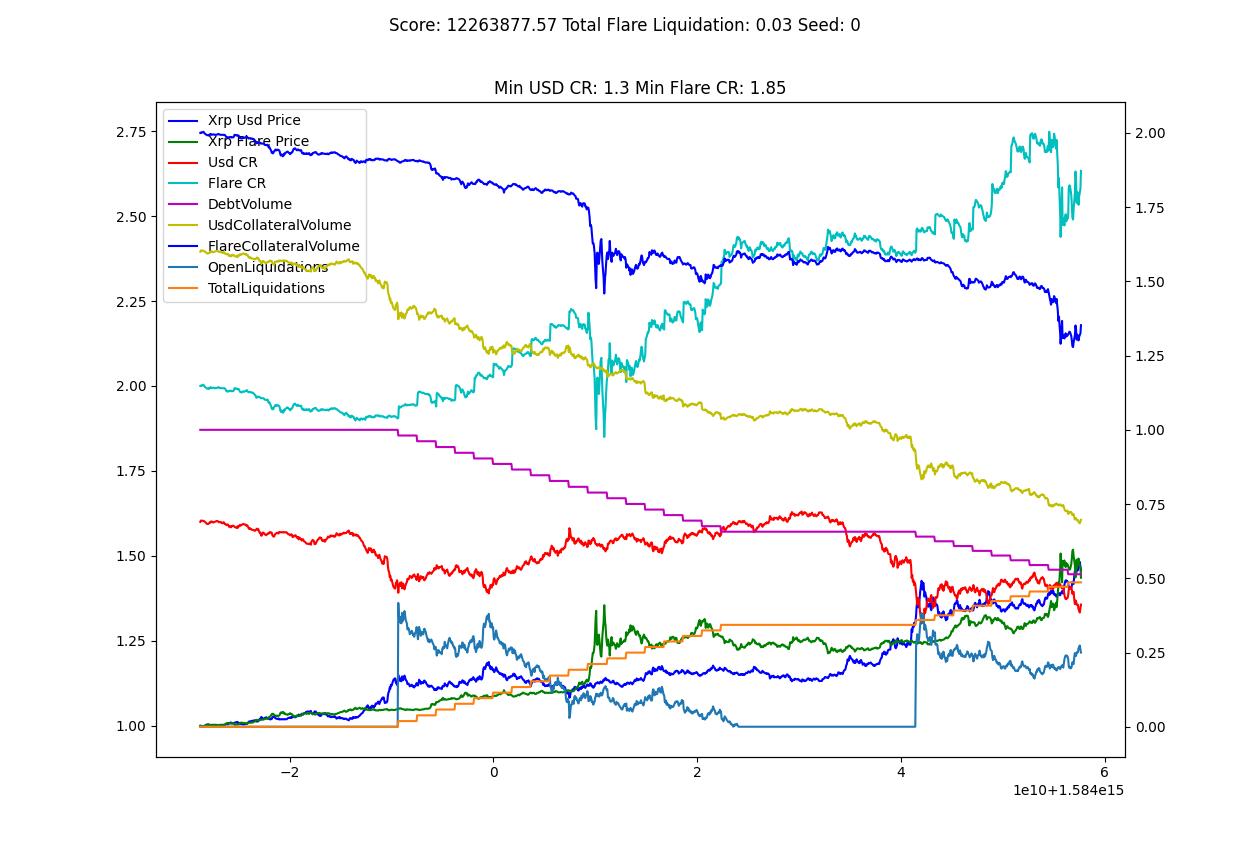 Score: 12263877.57 Total Flare Liquidation: 0.03 Seed: 0
Min USD CR: 1.3 Min Flare CR: 1.85
Xrp Usd Price
Xrp Flare Price
Usd CR
Flare CR
DebtVolume
UsdCollateralVolume
FlareCollateralVolume
OpenLiquidations
TotalLiquidations
2.75
2.50
2.25
2.00
1.75
1.50
1.25
1.00
2.00
1.75
1.50
1.25
1.00
0.75
0.50
0.25
0.00
−2
0
2
4
6
1e10+1.584e15